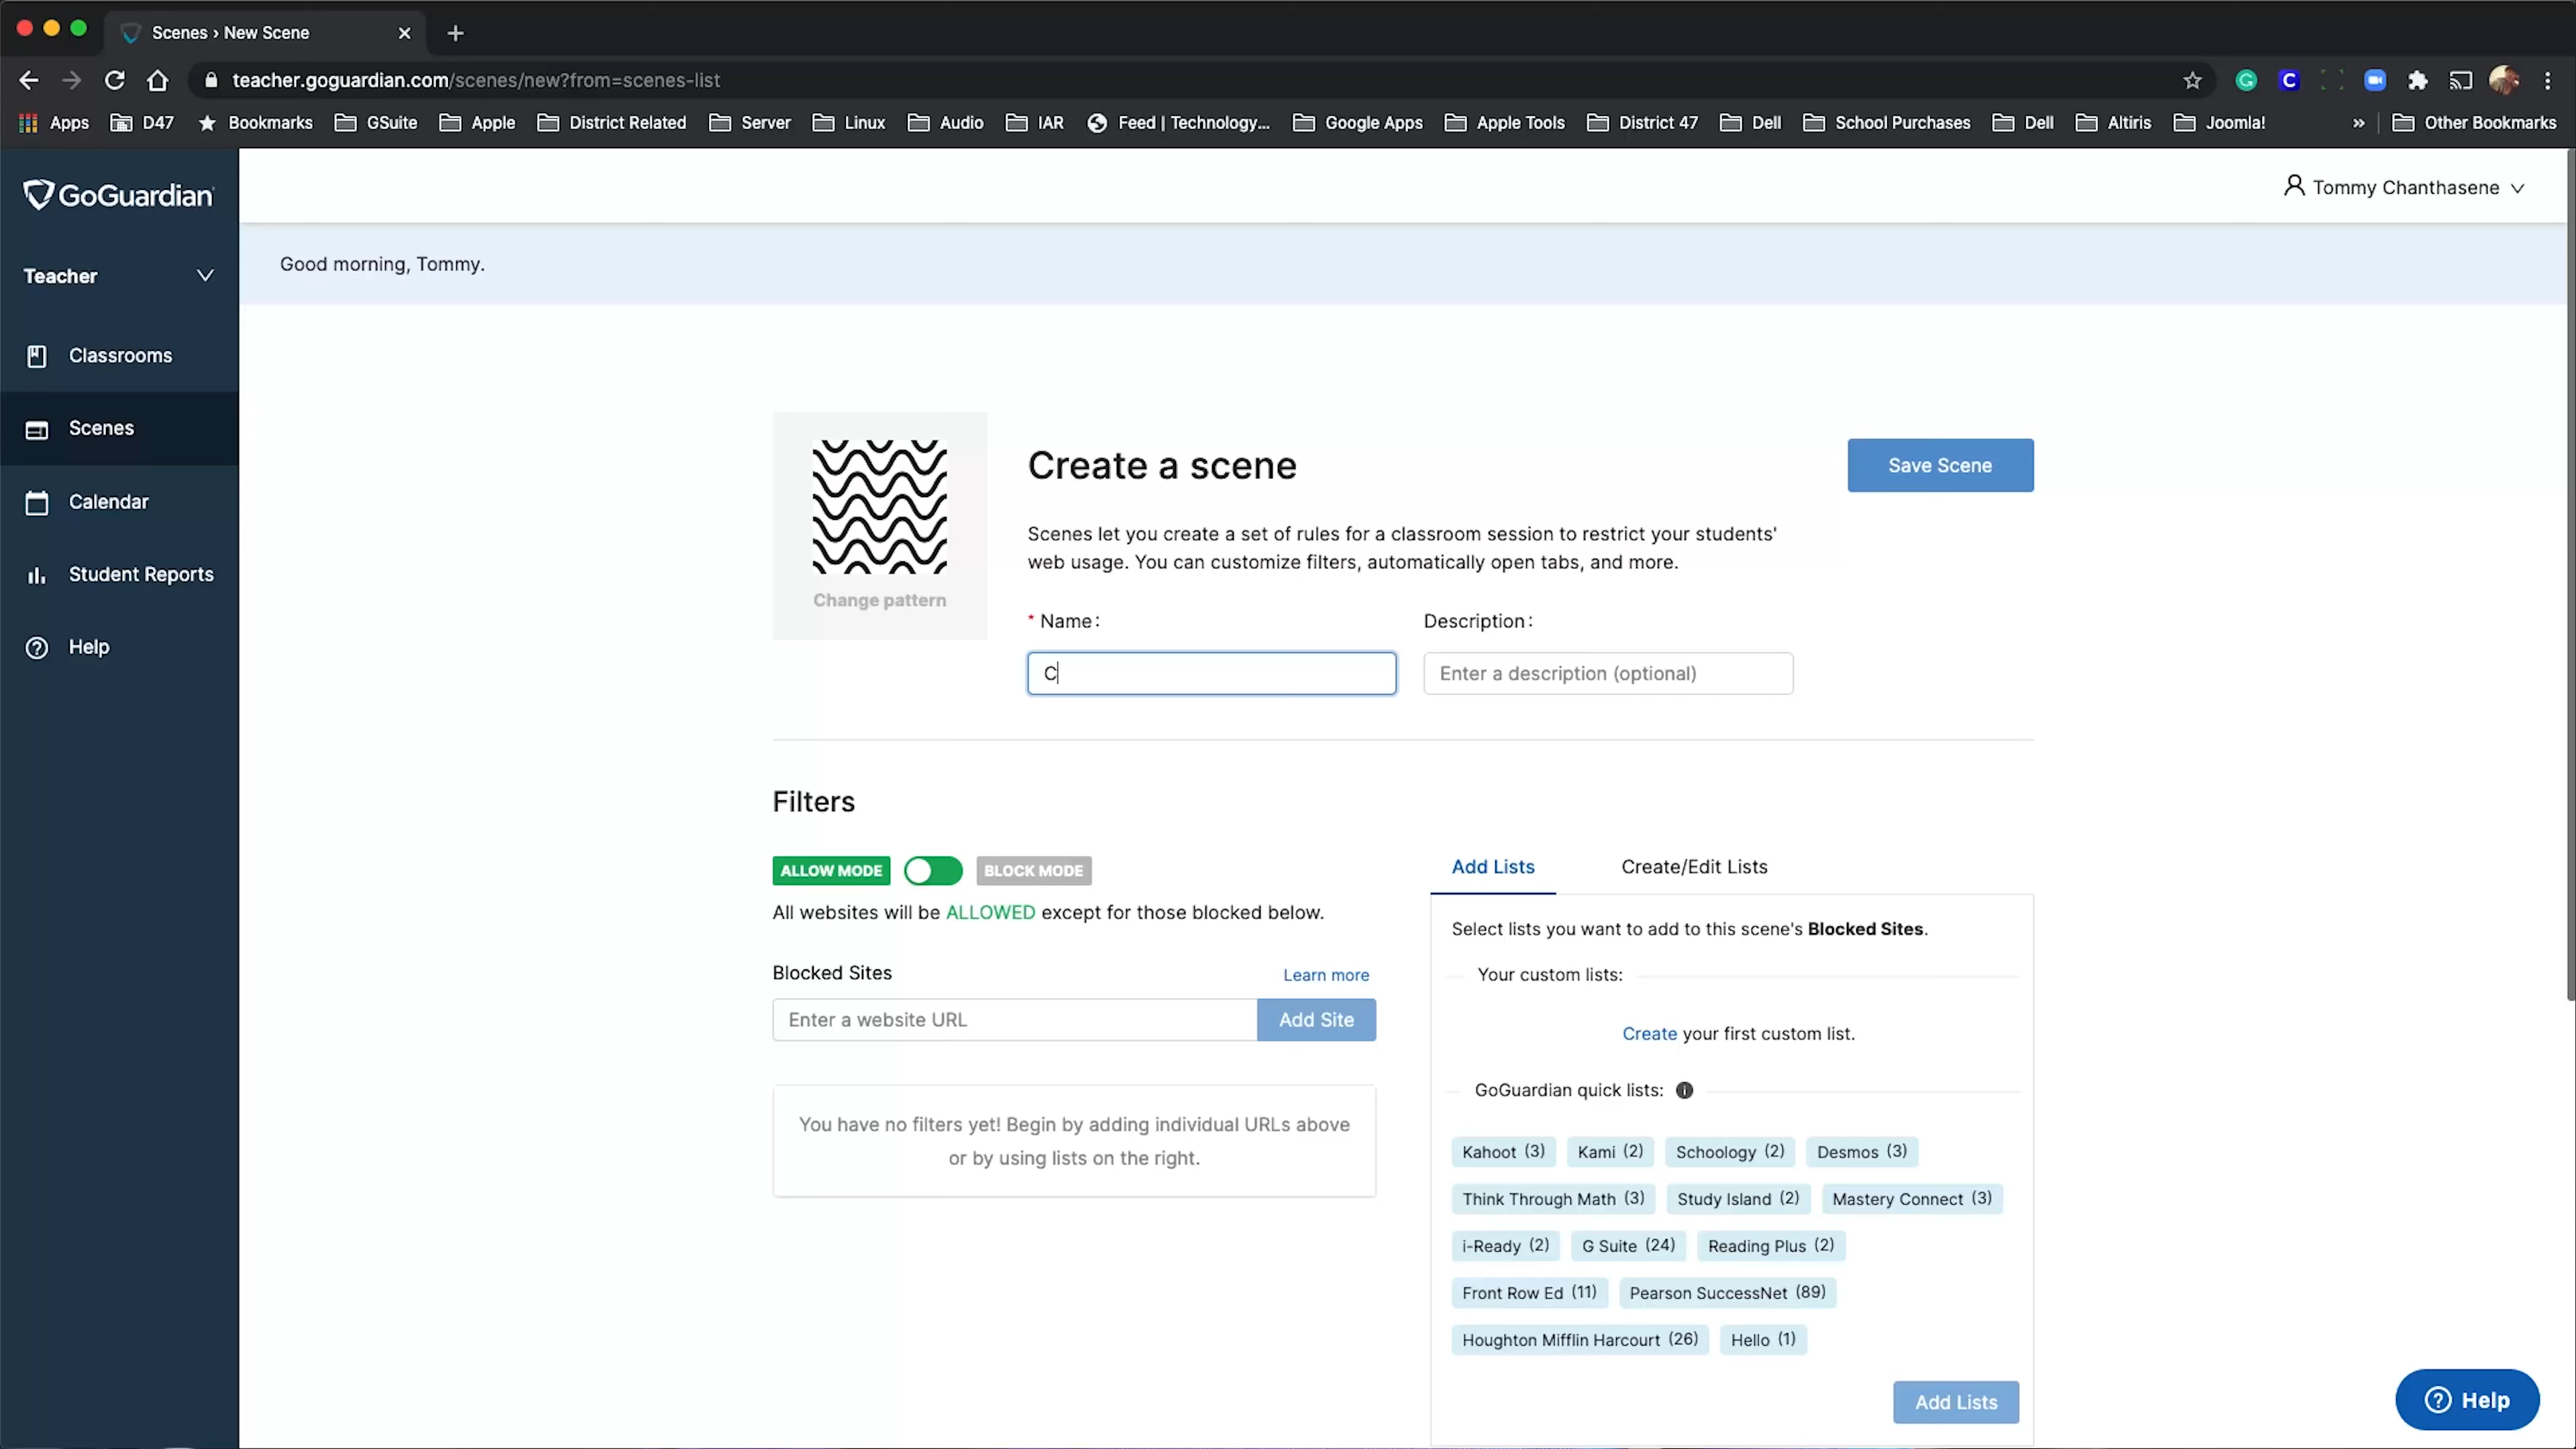 Scenes › New Scene
teacher.goguardian.com/scenes/new?from=scenes-list
Apps D47 Bookmarks GSuite Apple District Related Server Linux Audio IAR Feed | Technology... Google Apps Apple Tools District 47 Dell School Purchases Dell Altiris Joomla! » Other Bookmarks
GoGuardian
Tommy Chanthasene
Teacher
Good morning, Tommy.
Classrooms
Scenes
Calendar
Student Reports
Help
Change pattern
Create a scene
Save Scene
Scenes let you create a set of rules for a classroom session to restrict your students'
web usage. You can customize filters, automatically open tabs, and more.
* Name: Description:
C Enter a description (optional)
Filters
ALLOW MODE BLOCK MODE
All websites will be ALLOWED except for those blocked below.
Blocked Sites Learn more
Enter a website URL Add Site
You have no filters yet! Begin by adding individual URLs above
or by using lists on the right.
Add Lists Create/Edit Lists
Select lists you want to add to this scene's Blocked Sites.
Your custom lists:
Create your first custom list.
GoGuardian quick lists:
Kahoot (3) Kami (2) Schoology (2) Desmos (3)
Think Through Math (3) Study Island (2) Mastery Connect (3)
i-Ready (2) G Suite (24) Reading Plus (2)
Front Row Ed (11) Pearson SuccessNet (89)
Houghton Mifflin Harcourt (26) Hello (1)
Add Lists
Help